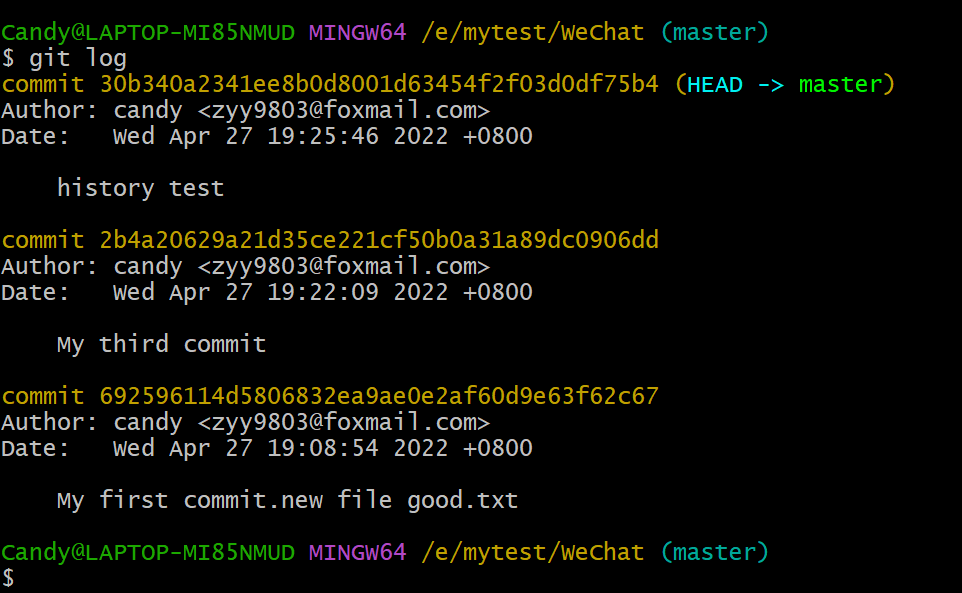 Candy@LAPTOP-MI85NMUD MINGW64 /e/mytest/WeChat (master)
$ git log
commit 30b340a2341ee8b0d8001d63454f2f03d0df75b4 (HEAD -> master)
Author: candy <zyy9803@foxmail.com>
Date:   Wed Apr 27 19:25:46 2022 +0800
    history test
commit 2b4a20629a21d35ce221cf50b0a31a89dc0906dd
Author: candy <zyy9803@foxmail.com>
Date:   Wed Apr 27 19:22:09 2022 +0800
    My third commit
commit 692596114d5806832ea9ae0e2af60d9e63f62c67
Author: candy <zyy9803@foxmail.com>
Date:   Wed Apr 27 19:08:54 2022 +0800
    My first commit.new file good.txt
Candy@LAPTOP-MI85NMUD MINGW64 /e/mytest/WeChat (master)
$